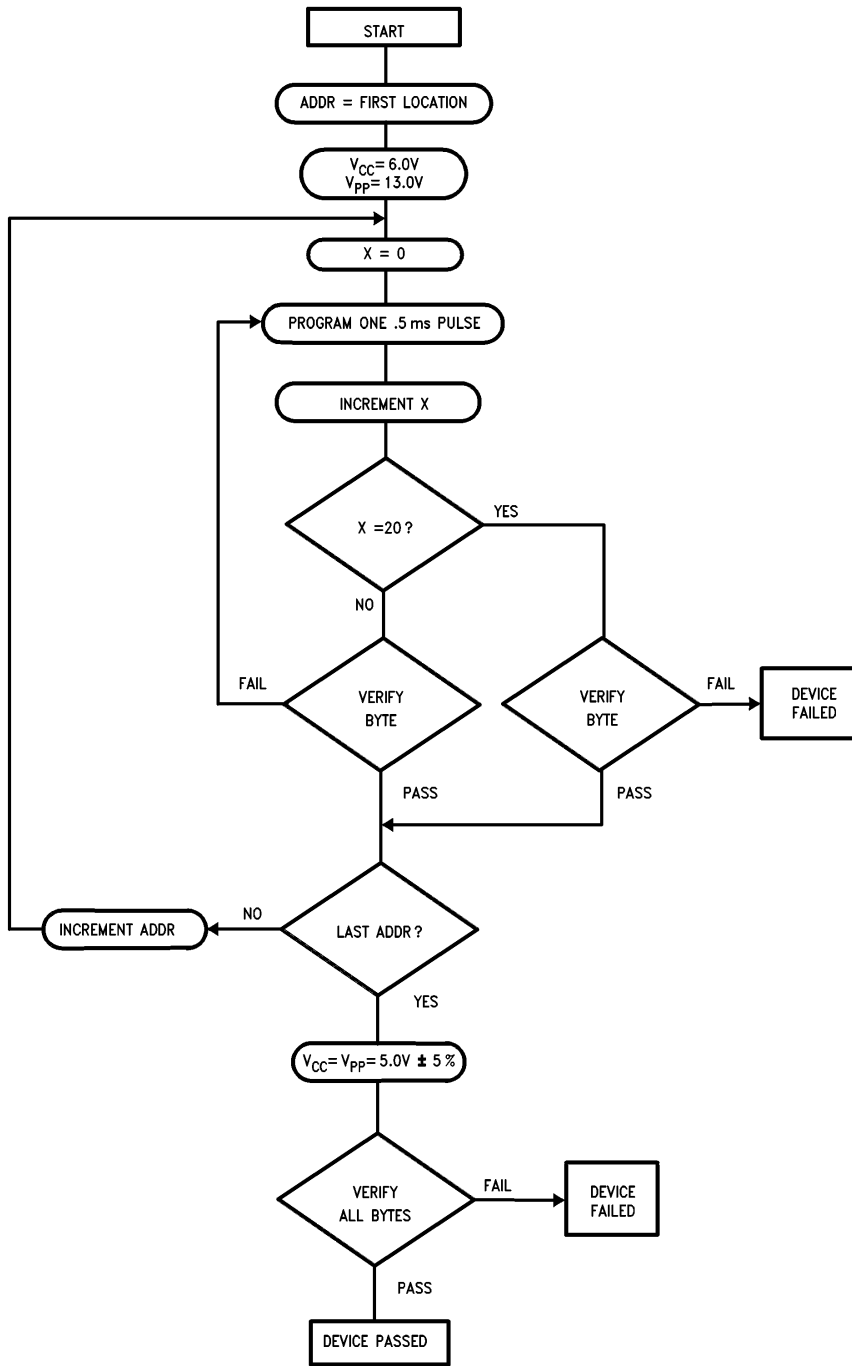 START
ADDR = FIRST LOCATION
VCC= 6.0V
VPP= 13.0V
X = 0
PROGRAM ONE .5 ms PULSE
INCREMENT X
X =20 ?
YES
NO
FAIL
VERIFY
BYTE
VERIFY
BYTE
FAIL
DEVICE
FAILED
PASS
PASS
NO
INCREMENT ADDR
LAST ADDR ?
YES
VCC= VPP= 5.0V ± 5 %
VERIFY
ALL BYTES
FAIL
DEVICE
FAILED
PASS
DEVICE PASSED